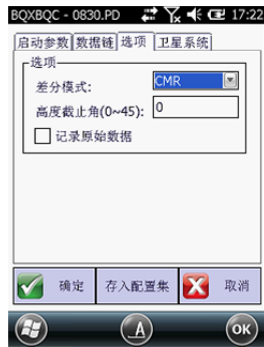 BQXBQC - 0830.PD 17:22
启动参数 数据链 选项 卫星系统
选项
差分模式: CMR
高度截止角(0~45): 0
记录原始数据
确定 存入配置集 取消
A OK